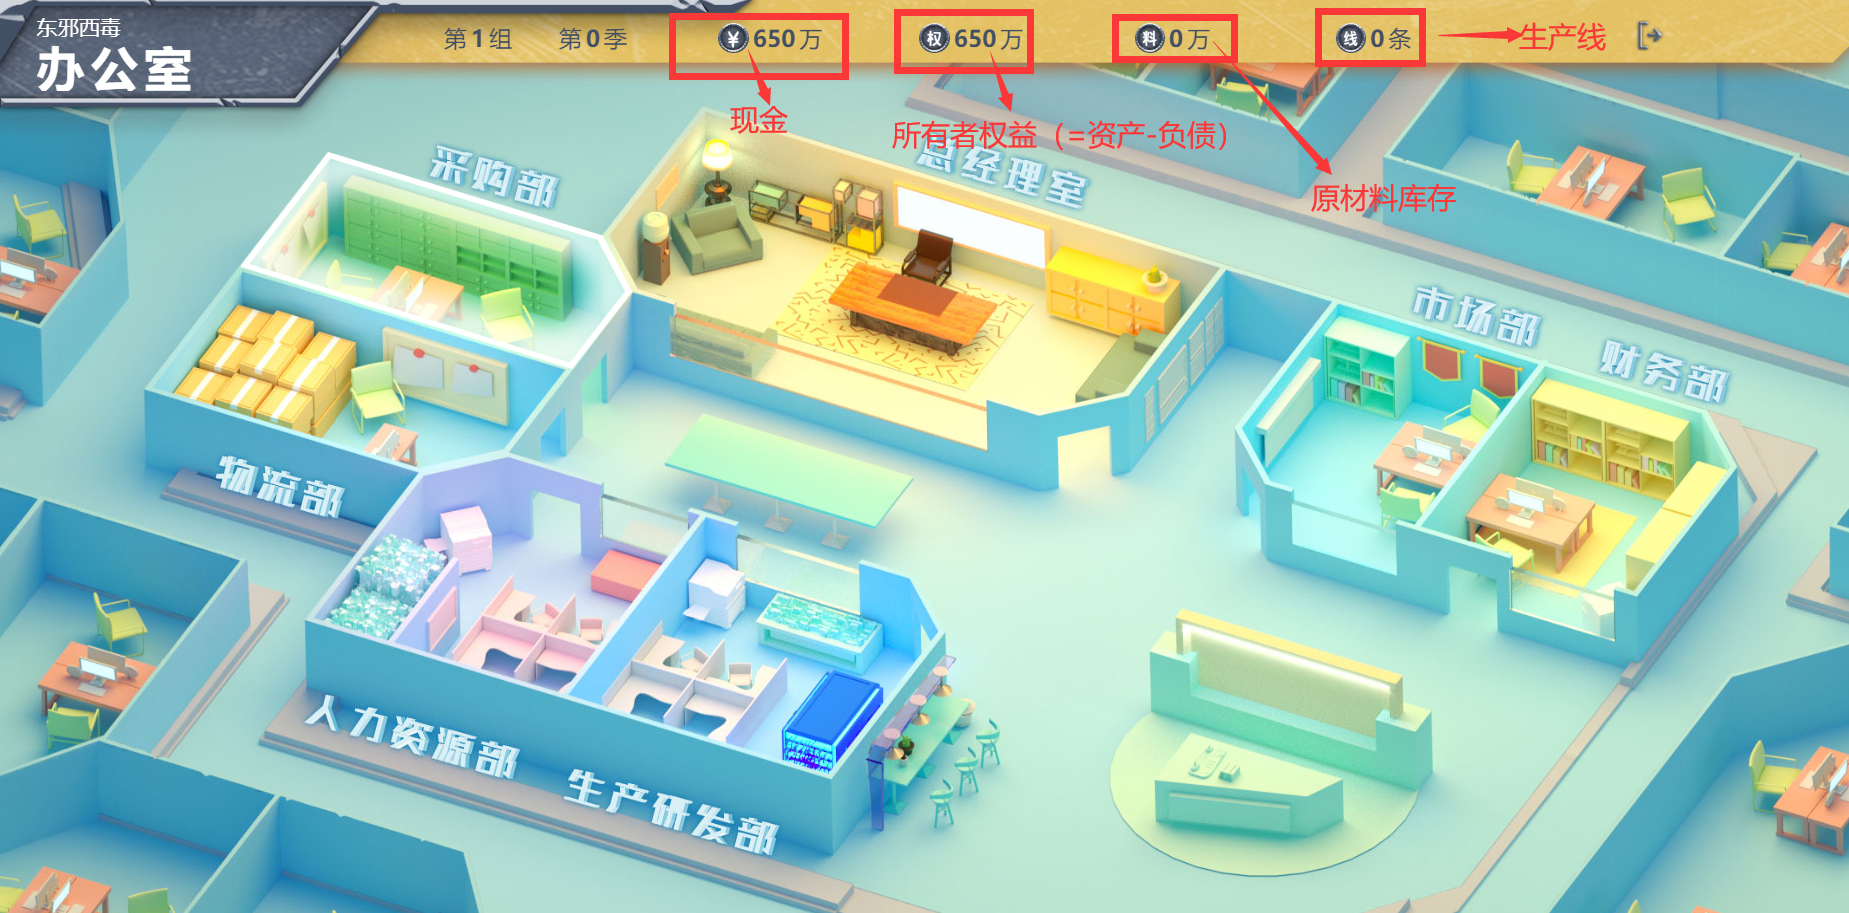 东邪西毒
办公室
第1组 第0季 ¥ 650万 权 650万 料 0万 线 0条 生产线
现金
所有者权益（=资产-负债）
原材料库存
采购部
总经理室
市场部
财务部
物流部
人力资源部
生产研发部